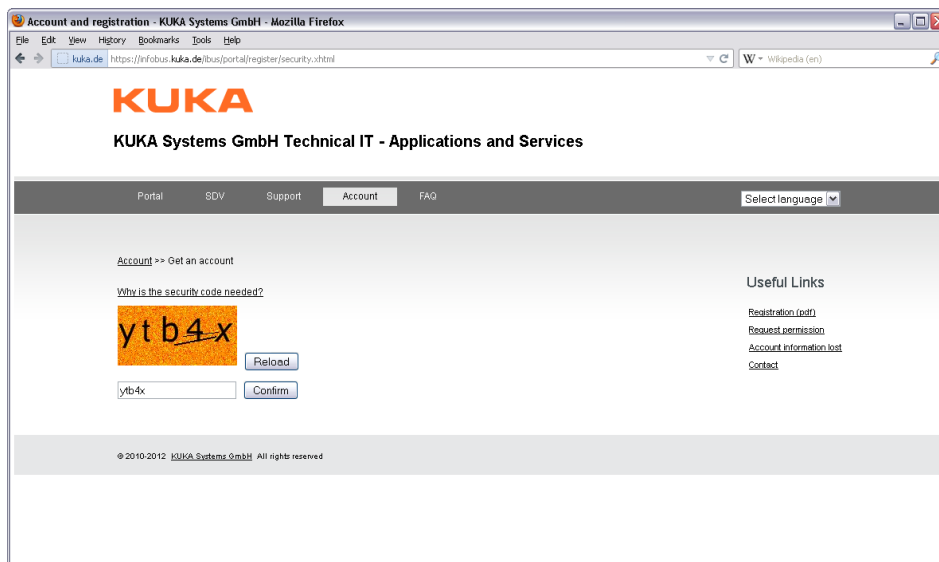 Account and registration - KUKA Systems GmbH - Mozilla Firefox
File Edit View History Bookmarks Tools Help
kuka.de https://infobus.kuka.de/ibus/portal/register/security.xhtml W Wikipedia (en)
KUKA
KUKA Systems GmbH Technical IT - Applications and Services
Portal SDV Support Account FAQ Select language
Account >> Get an account
Why is the security code needed?
ytb4x
Reload
ytb4x Confirm
Useful Links
Registration (pdf)
Request permission
Account information lost
Contact
© 2010-2012 KUKA Systems GmbH All rights reserved